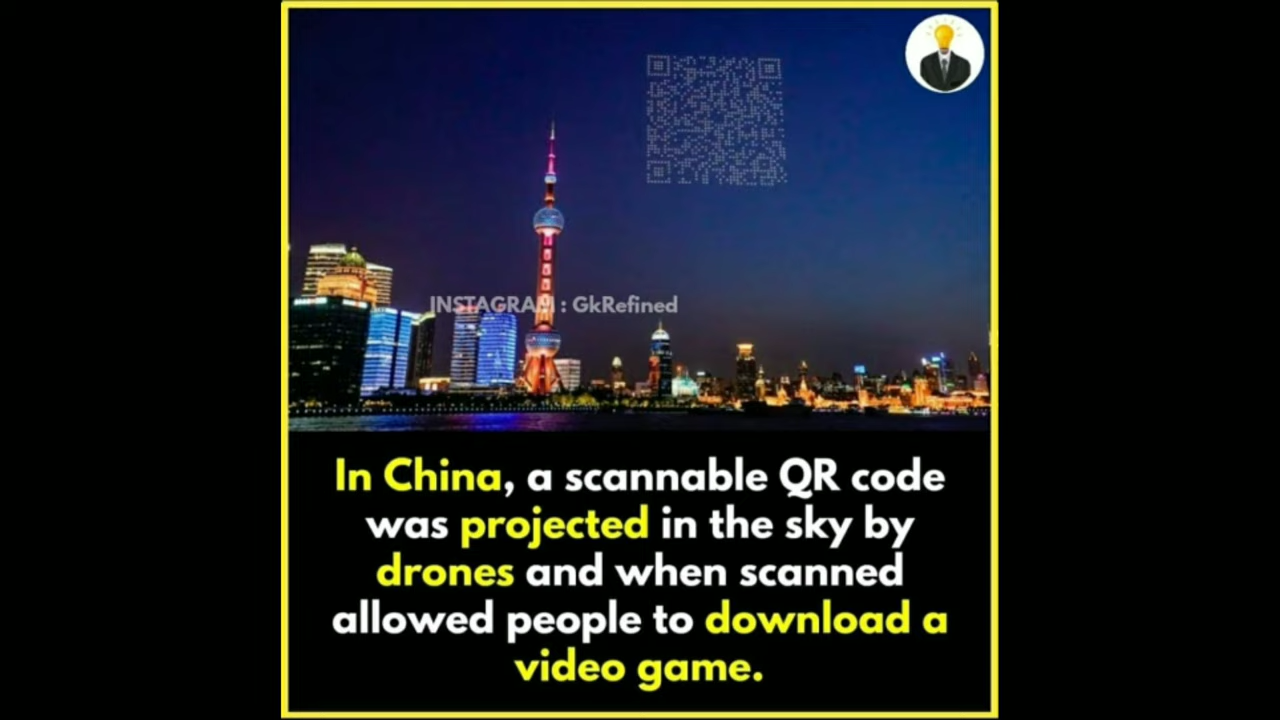 INSTAGRAM : GkRefined
In China, a scannable QR code
was projected in the sky by
drones and when scanned
allowed people to download a
video game.